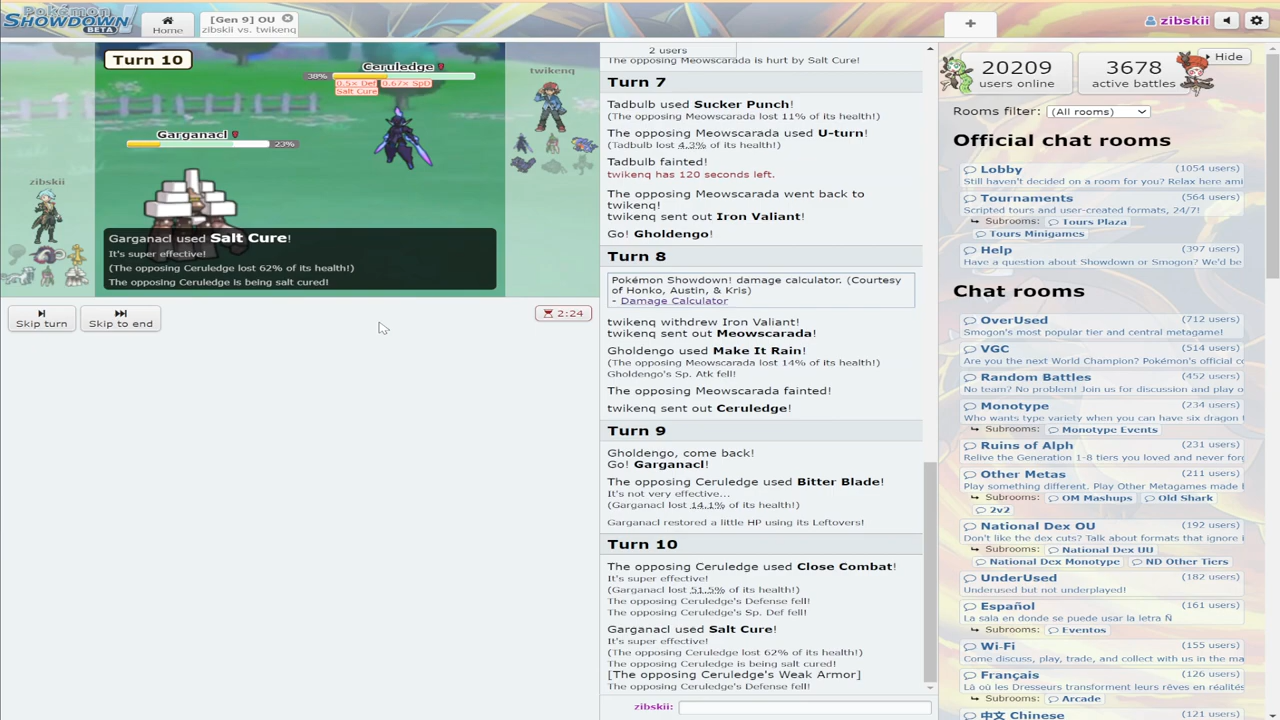 Pokémon
SHOWDOWN!
BETA
Home
[Gen 9] OU
zibskii vs. twikenq
+
zibskii
Turn 10
Ceruledge
38%
0.5× Def 0.67× SpD
Salt Cure
twikenq
Garganacl
23%
zibskii
Garganacl used Salt Cure!
It's super effective!
(The opposing Ceruledge lost 62% of its health!)
The opposing Ceruledge is being salt cured!
Skip turn
Skip to end
2:24
2 users
The opposing Meowscarada is hurt by Salt Cure!
Turn 7
Tadbulb used Sucker Punch!
(The opposing Meowscarada lost 11% of its health!)
The opposing Meowscarada used U-turn!
(Tadbulb lost 4.3% of its health!)
Tadbulb fainted!
twikenq has 120 seconds left.
The opposing Meowscarada went back to
twikenq!
twikenq sent out Iron Valiant!
Go! Gholdengo!
Turn 8
Pokémon Showdown! damage calculator. (Courtesy
of Honko, Austin, & Kris)
- Damage Calculator
twikenq withdrew Iron Valiant!
twikenq sent out Meowscarada!
Gholdengo used Make It Rain!
(The opposing Meowscarada lost 14% of its health!)
Gholdengo's Sp. Atk fell!
The opposing Meowscarada fainted!
twikenq sent out Ceruledge!
Turn 9
Gholdengo, come back!
Go! Garganacl!
The opposing Ceruledge used Bitter Blade!
It's not very effective...
(Garganacl lost 14.1% of its health!)
Garganacl restored a little HP using its Leftovers!
Turn 10
The opposing Ceruledge used Close Combat!
It's super effective!
(Garganacl lost 51.5% of its health!)
The opposing Ceruledge's Defense fell!
The opposing Ceruledge's Sp. Def fell!
Garganacl used Salt Cure!
It's super effective!
(The opposing Ceruledge lost 62% of its health!)
The opposing Ceruledge is being salt cured!
[The opposing Ceruledge's Weak Armor]
The opposing Ceruledge's Defense fell!
zibskii:
20209
users online
3678
active battles
Hide
Rooms filter: (All rooms)
Official chat rooms
Lobby (1054 users)
Still haven't decided on a room for you? Relax here ami
Tournaments (564 users)
Scripted tours and user-created formats, 24/7!
Subrooms: Tours Plaza
Tours Minigames
Help (397 users)
Have a question about Showdown or Smogon? We'd be
Chat rooms
OverUsed (712 users)
Smogon's most popular tier and central metagame!
VGC (514 users)
Are you the next World Champion? Pokémon's official c
Random Battles (452 users)
No team? No problem! Join us for discussion and play o
Monotype (234 users)
Who wants type variety when you can have six dragon
Subrooms: Monotype Events
Ruins of Alph (231 users)
Relive the Generation 1-8 tiers you loved and never forg
Other Metas (211 users)
Play something different. Play Other Metagames made b
Subrooms: OM Mashups Old Shark
2v2
National Dex OU (192 users)
Don't like the dex cuts? Talk about formats that ignore i
Subrooms: National Dex UU
National Dex Monotype ND Other Tiers
UnderUsed (182 users)
Underused but not underplayed!
Español (161 users)
La sala en donde se puede usar la letra Ñ
Subrooms: Eventos
Wi-Fi (155 users)
Come discuss, play, trade, and collect with us in the ma
Français (126 users)
Là où les Dresseurs transforment leurs rêves en réalités
Subrooms: Arcade
中文 Chinese (121 users)